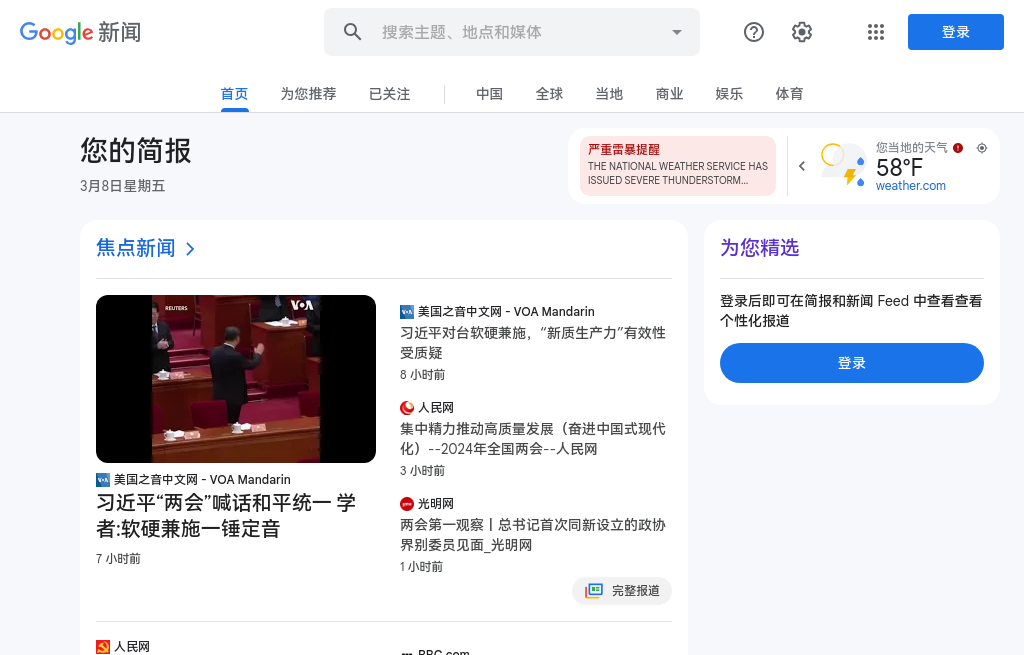 Google 新闻
搜索主题、地点和媒体
登录
首页
为您推荐
已关注
中国
全球
当地
商业
娱乐
体育
您的简报
3月8日星期五
严重雷暴提醒
THE NATIONAL WEATHER SERVICE HAS
ISSUED SEVERE THUNDERSTORM...
您当地的天气
58°F
weather.com
焦点新闻
REUTERS
VOA
美国之音中文网 - VOA Mandarin
习近平“两会”喊话和平统一 学
者:软硬兼施一锤定音
7 小时前
美国之音中文网 - VOA Mandarin
习近平对台软硬兼施，“新质生产力”有效性
受质疑
8 小时前
人民网
集中精力推动高质量发展（奋进中国式现代
化）--2024年全国两会--人民网
3 小时前
光明网
两会第一观察丨总书记首次同新设立的政协
界别委员见面_光明网
1 小时前
完整报道
为您精选
登录后即可在简报和新闻 Feed 中查看查看
个性化报道
登录
人民网
BBC.com